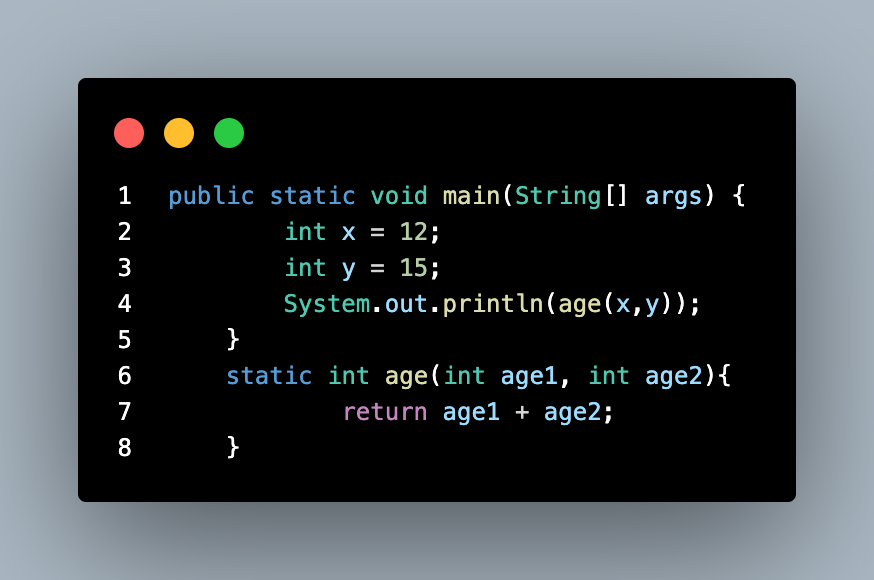 1 public static void main(String[] args) {
2         int x = 12;
3         int y = 15;
4         System.out.println(age(x,y));
5     }
6     static int age(int age1, int age2){
7             return age1 + age2;
8     }